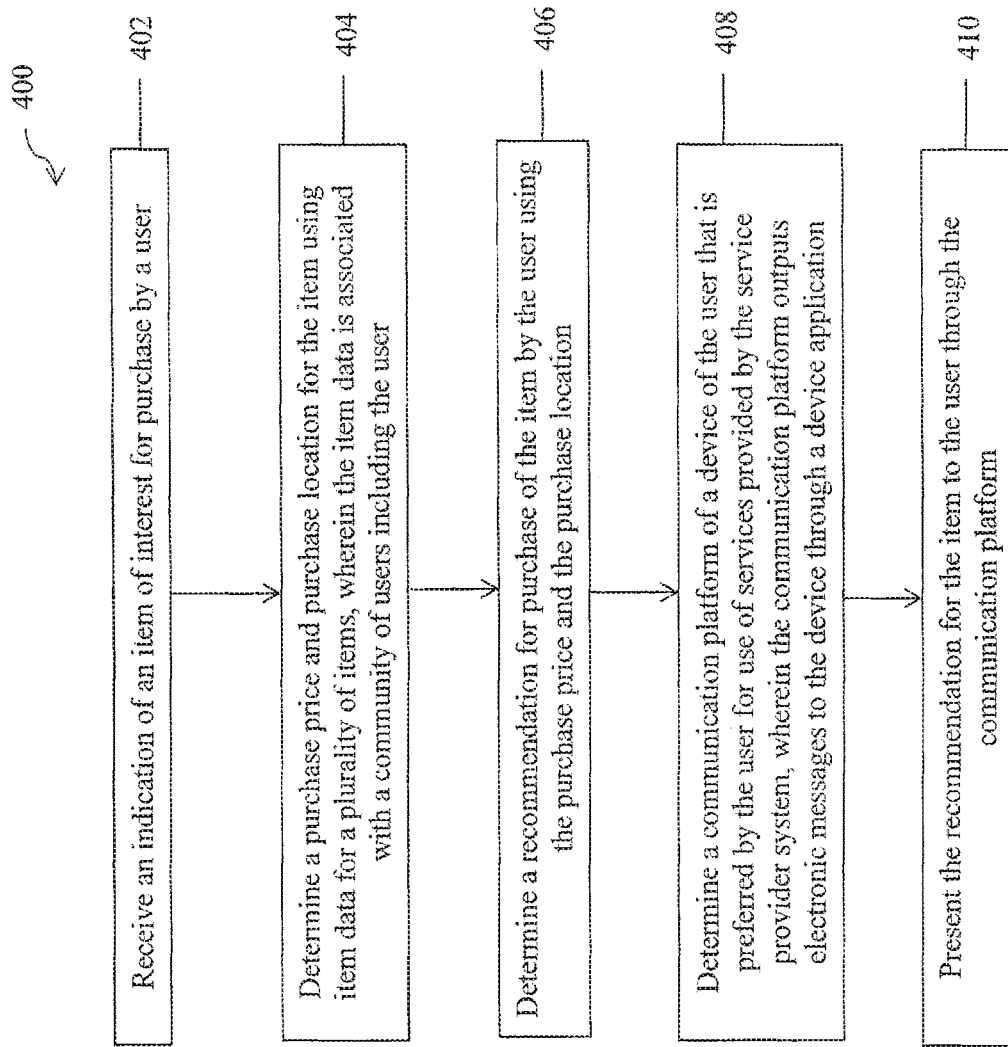 400
Receive an indication of an item of interest for purchase by a user
402
Determine a purchase price and purchase location for the item using
item data for a plurality of items, wherein the item data is associated
with a community of users including the user
404
Determine a recommendation for purchase of the item by the user using
the purchase price and the purchase location
406
Determine a communication platform of a device of the user that is
preferred by the user for use of services provided by the service
provider system, wherein the communication platform outputs
electronic messages to the device through a device application
408
Present the recommendation for the item to the user through the
communication platform
410